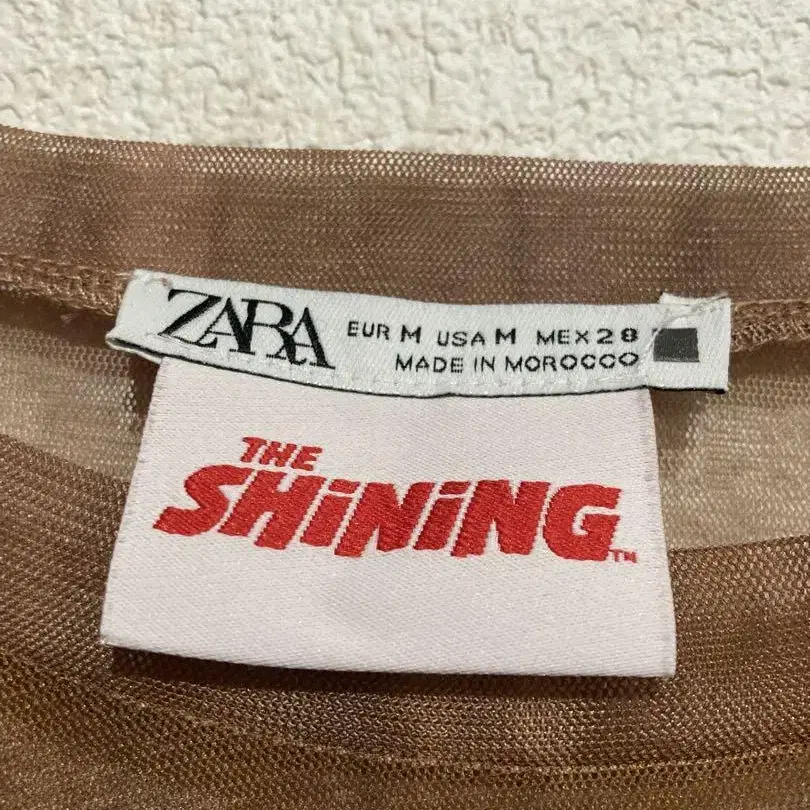 ZARA
EUR M USA M MEX 28
MADE IN MOROCCO
THE
SHiNiNG™